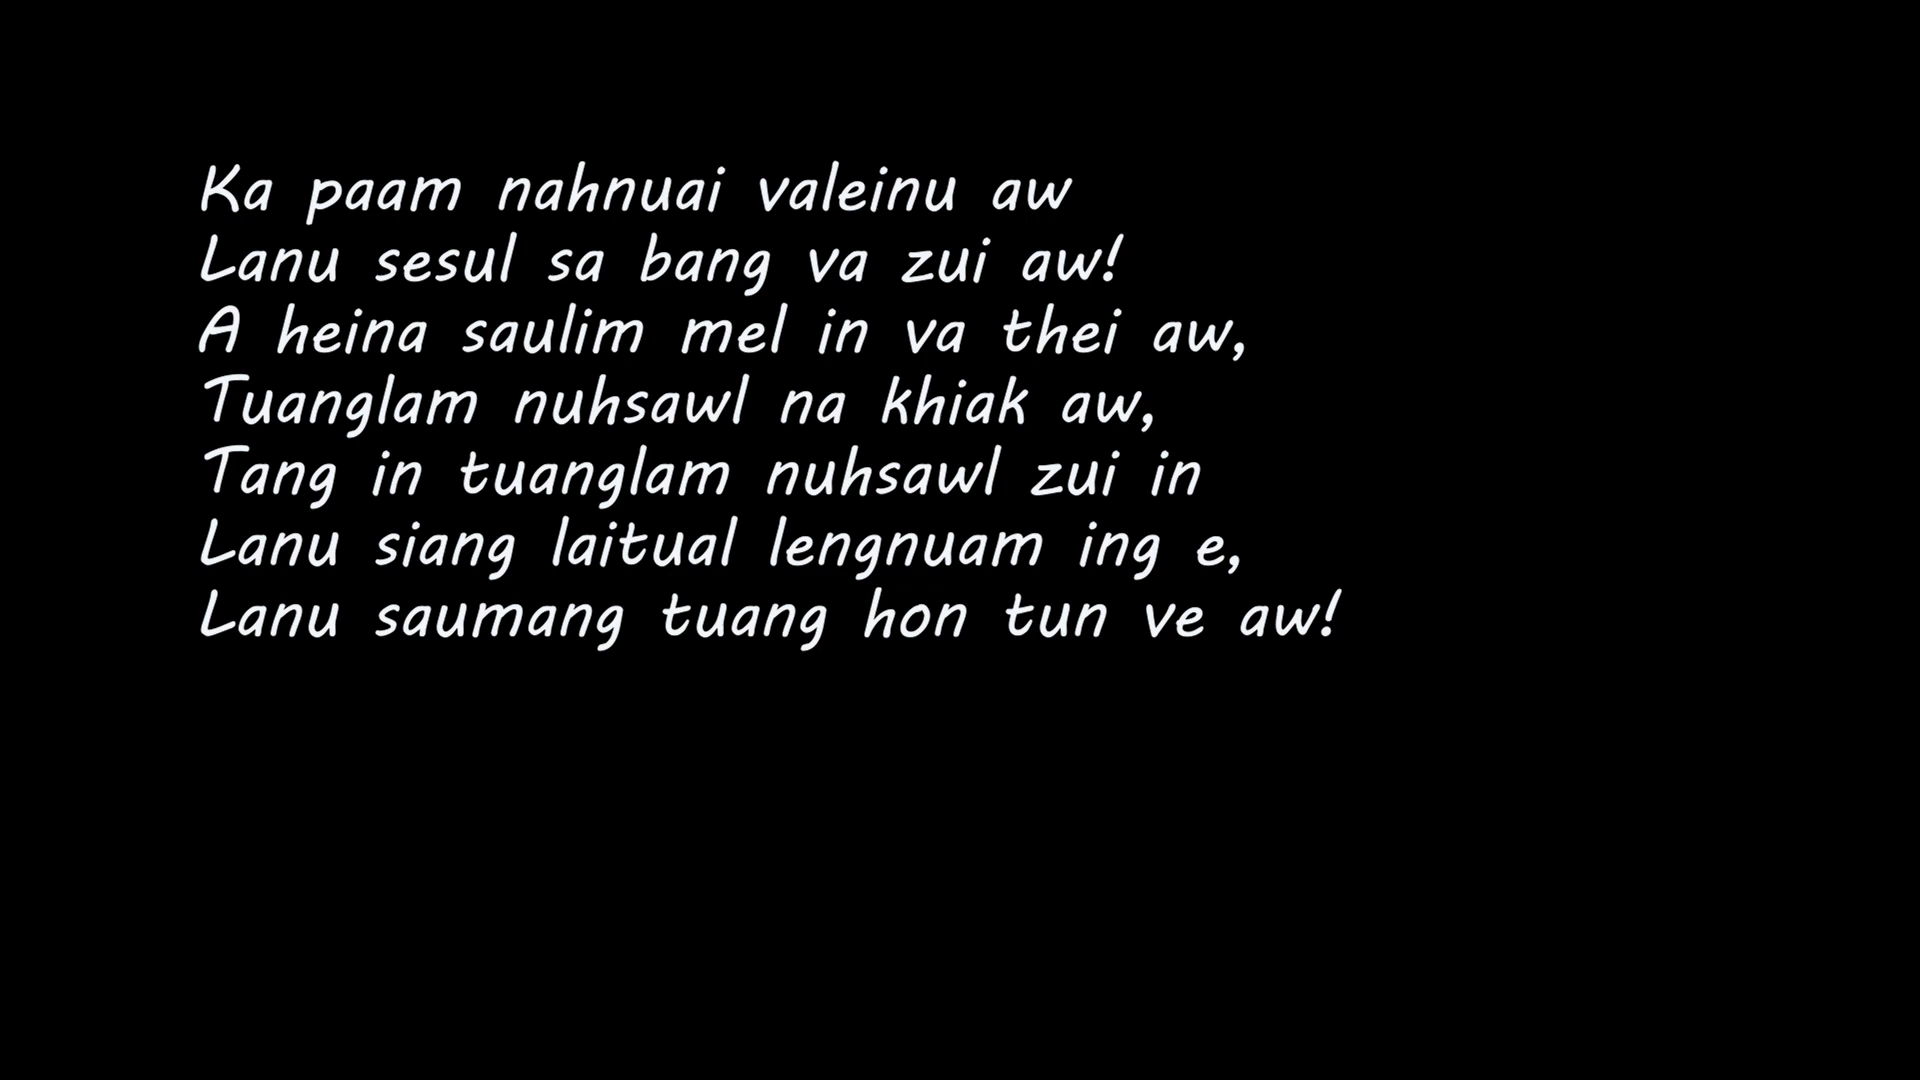 Ka paam nahnuai valeinu aw
Lanu sesul sa bang va zui aw!
A heina saulim mel in va thei aw,
Tuanglam nuhsawl na khiak aw,
Tang in tuanglam nuhsawl zui in
Lanu siang laitual lengnuam ing e,
Lanu saumang tuang hon tun ve aw!